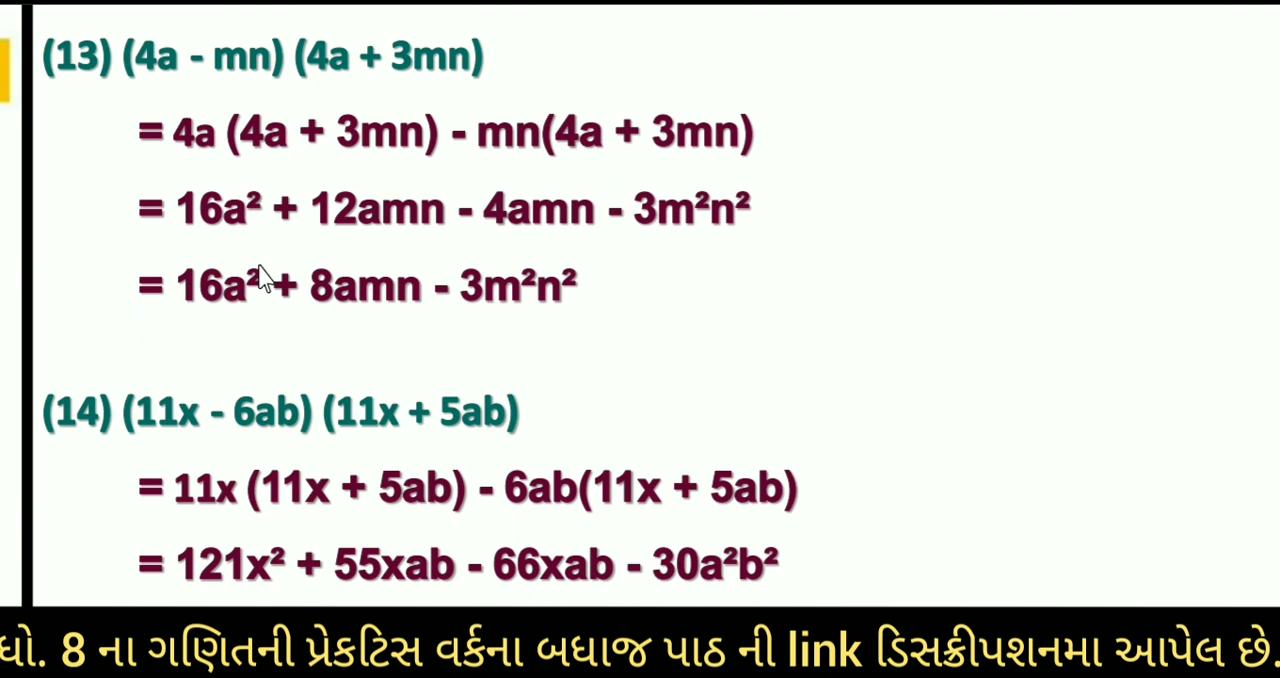 (13) (4a - mn) (4a + 3mn)
= 4a (4a + 3mn) - mn(4a + 3mn)
= 16a² + 12amn - 4amn - 3m²n²
= 16a² + 8amn - 3m²n²
(14) (11x - 6ab) (11x + 5ab)
= 11x (11x + 5ab) - 6ab(11x + 5ab)
= 121x² + 55xab - 66xab - 30a²b²
ધો. 8 ના ગણિતની પ્રેકટિસ વર્કના બધાજ પાઠ ની link ડિસક્રીપશનમા આપેલ છે.